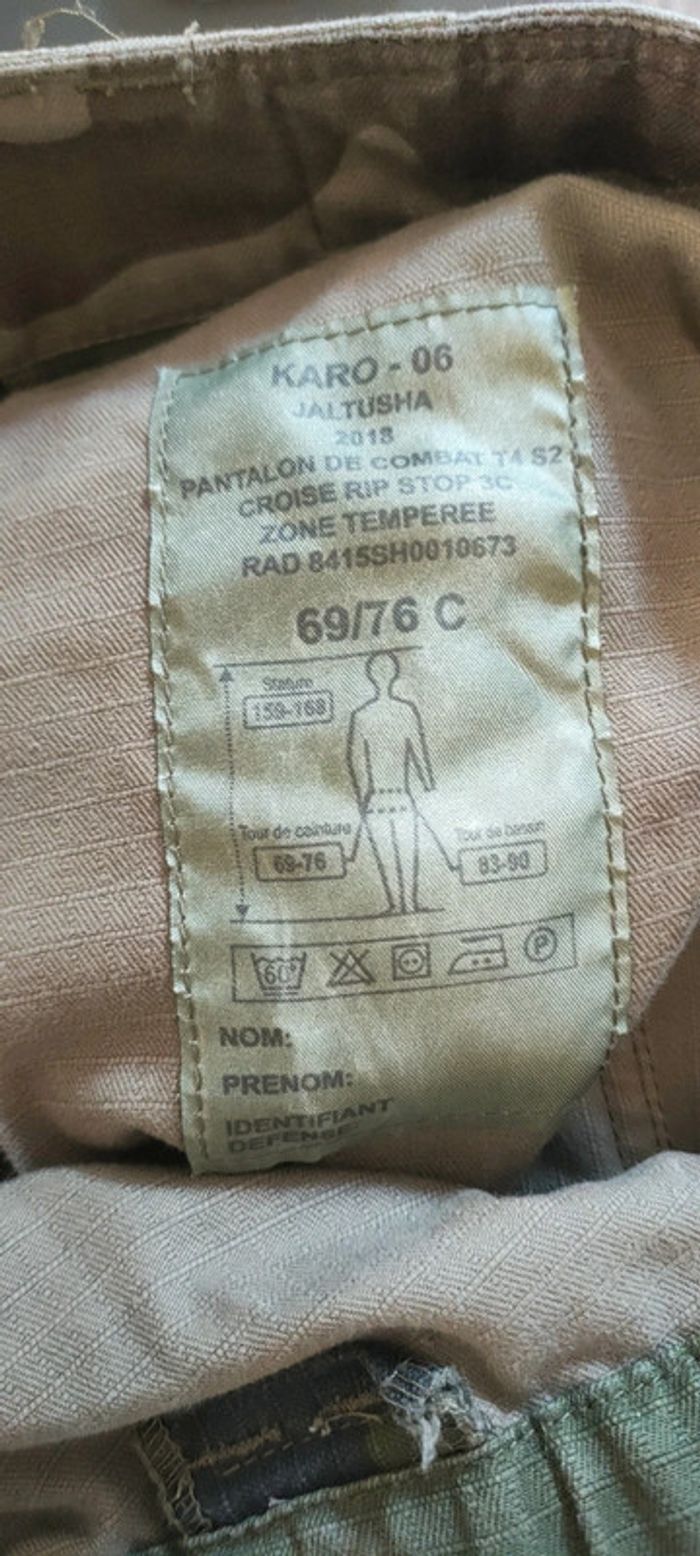 KARO - 06
JALTUSHA
2018
PANTALON DE COMBAT T4 S2
CROISE RIP STOP 3C
ZONE TEMPEREE
RAD 8415SH0010673
69/76 C
Stature
159-168
Tour de ceinture
69-76
Tour de bassin
83-90
60°
P
NOM:
PRENOM:
IDENTIFIANT
DEFENSE: